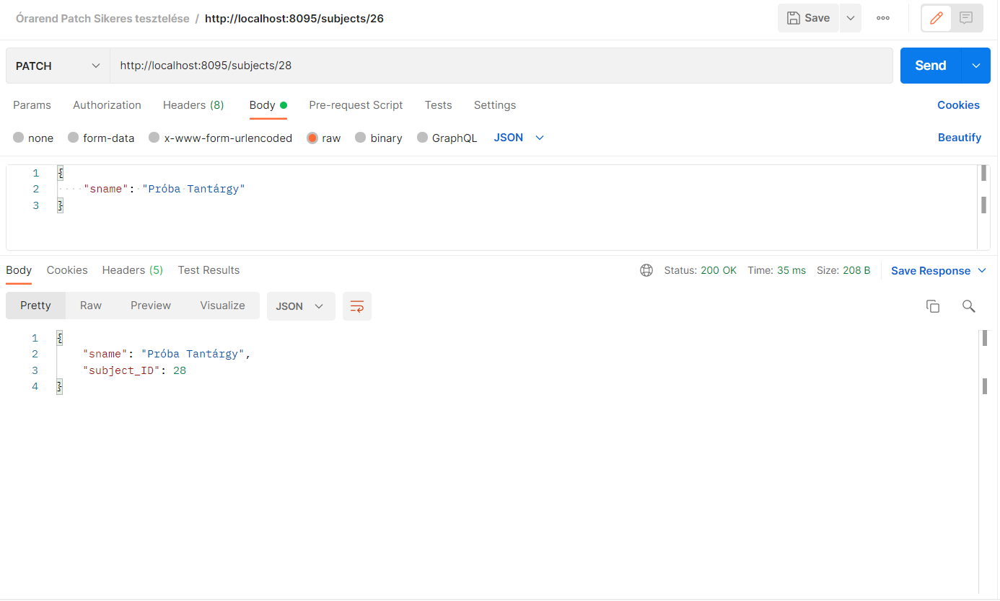 Órarend Patch Sikeres tesztelése / http://localhost:8095/subjects/26 Save
PATCH http://localhost:8095/subjects/28 Send
Params Authorization Headers (8) Body Pre-request Script Tests Settings Cookies
none form-data x-www-form-urlencoded raw binary GraphQL JSON Beautify
1 {
2 "sname": "Próba Tantárgy"
3 }
Body Cookies Headers (5) Test Results Status: 200 OK Time: 35 ms Size: 208 B Save Response
Pretty Raw Preview Visualize JSON
1 {
2 "sname": "Próba Tantárgy",
3 "subject_ID": 28
4 }